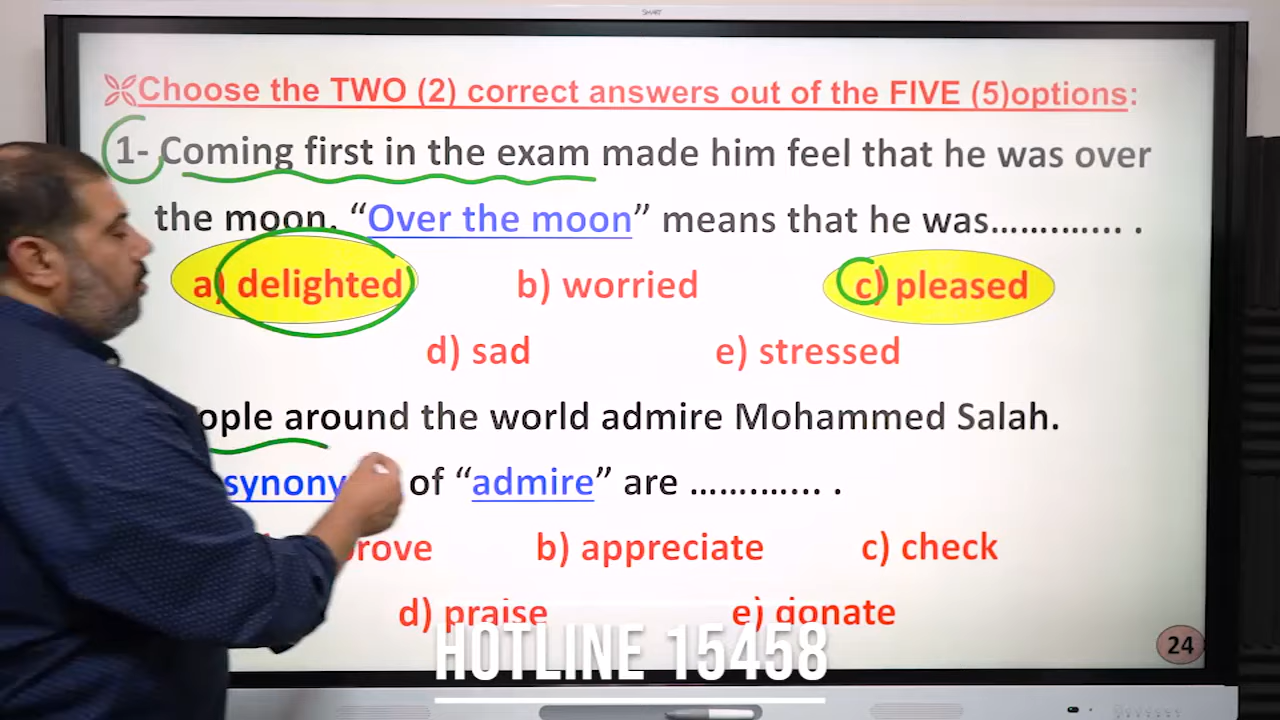 SMART
Choose the TWO (2) correct answers out of the FIVE (5)options:
1- Coming first in the exam made him feel that he was over
the moon. “Over the moon” means that he was…………... .
a) delighted b) worried c) pleased
d) sad e) stressed
around the world admire Mohammed Salah.
of “admire” are …………... .
b) appreciate c) check
d) praise e) donate
HOTLINE 15458
24